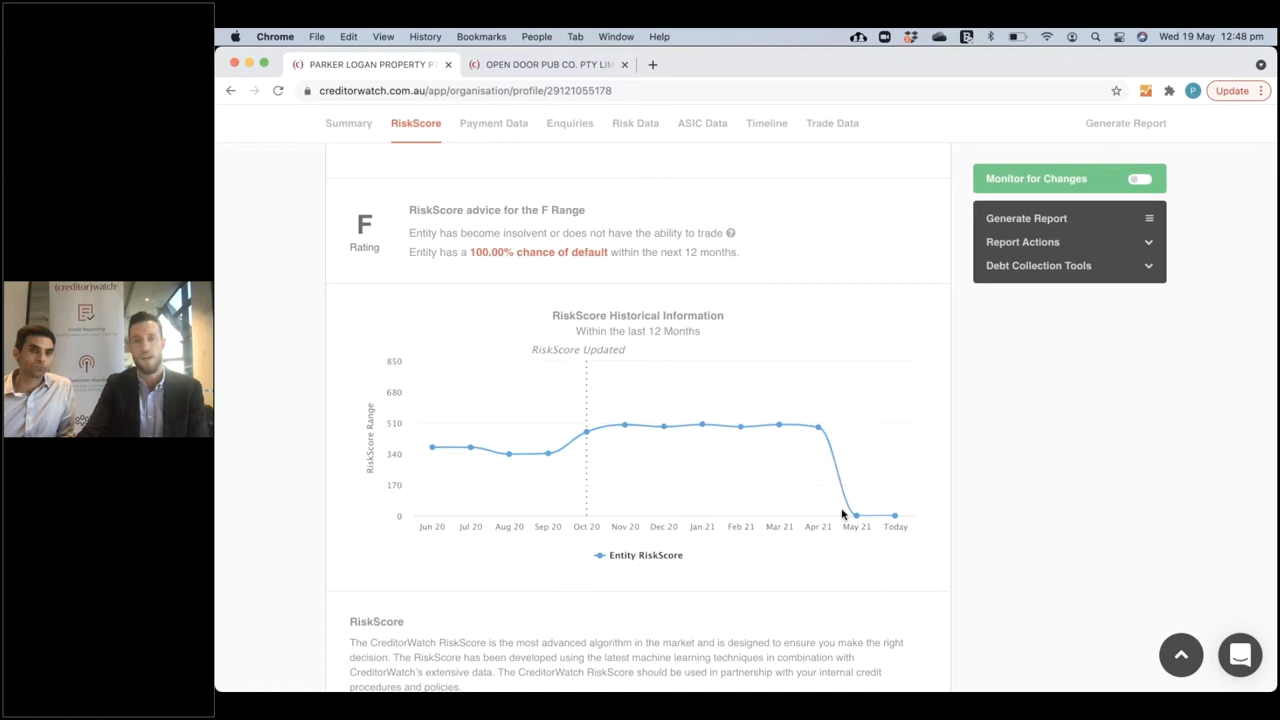 Chrome File Edit View History Bookmarks People Tab Window Help Wed 19 May 12:48 pm
PARKER LOGAN PROPERTY PT
OPEN DOOR PUB CO. PTY LIM
creditorwatch.com.au/app/organisation/profile/29121055178
P
Update
Summary RiskScore Payment Data Enquiries Risk Data ASIC Data Timeline Trade Data Generate Report
Monitor for Changes
Generate Report
Report Actions
Debt Collection Tools
F
Rating
RiskScore advice for the F Range
Entity has become insolvent or does not have the ability to trade
Entity has a 100.00% chance of default within the next 12 months.
RiskScore Historical Information
Within the last 12 Months
RiskScore Updated
RiskScore Range
850
680
510
340
170
0
Jun 20 Jul 20 Aug 20 Sep 20 Oct 20 Nov 20 Dec 20 Jan 21 Feb 21 Mar 21 Apr 21 May 21 Today
Entity RiskScore
RiskScore
The CreditorWatch RiskScore is the most advanced algorithm in the market and is designed to ensure you make the right
decision. The RiskScore has been developed using the latest machine learning techniques in combination with
CreditorWatch's extensive data. The CreditorWatch RiskScore should be used in partnership with your internal credit
procedures and policies.
(creditor)watch
Credit Reporting